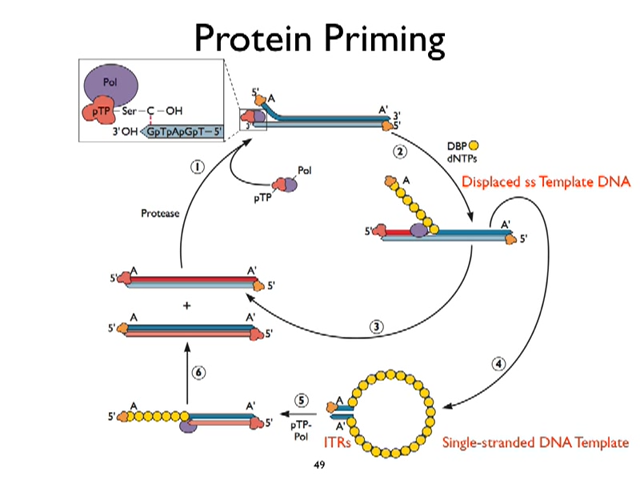 Protein Priming
Pol
pTP
Ser
C
OH
3'OH
GpTpApGpT
5'
5'
A
A'
3'
3'
5'
1
2
DBP
dNTPs
Displaced ss Template DNA
Pol
pTP
Protease
A
5'
A'
5'
5'
A
A'
5'
+
3
4
5'
A
A'
5'
6
5'
A
A'
5'
5
pTP-
Pol
A
A'
ITRs
Single-stranded DNA Template
49